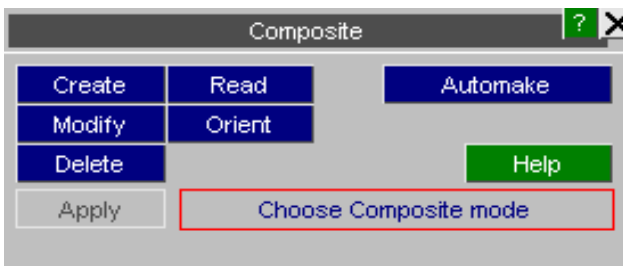 Composite ? X
Create Read Automake
Modify Orient
Delete Help
Apply Choose Composite mode